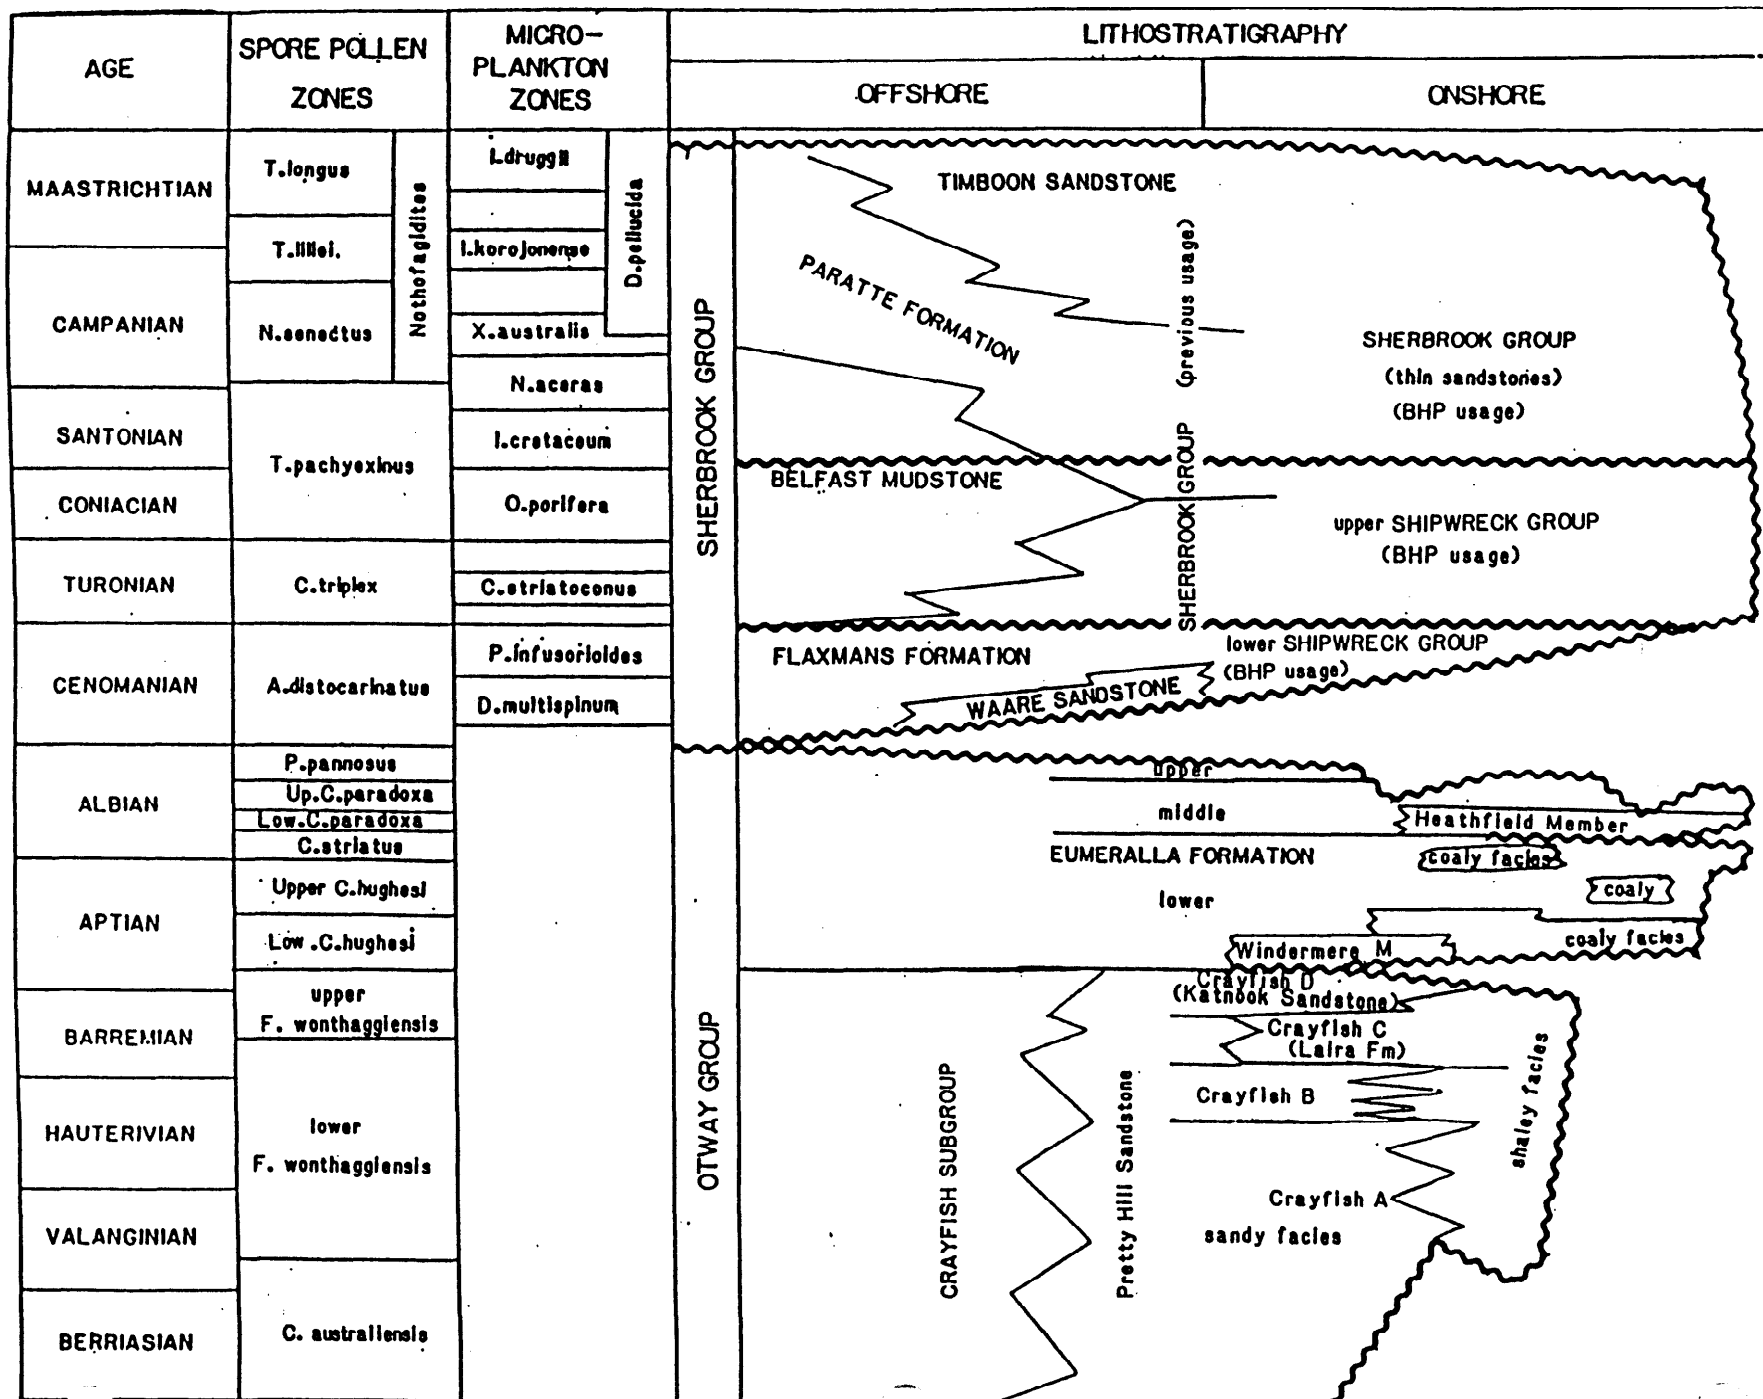 LITHOSTRATIGRAPHY
AGE
SPORE POLLEN
ZONES
MICRO-
PLANKTON
ZONES
OFFSHORE
ONSHORE
MAASTRICHTIAN
CAMPANIAN
SANTONIAN
CONIACIAN
TURONIAN
CENOMANIAN
ALBIAN
APTIAN
BARREMIAN
HAUTERIVIAN
VALANGINIAN
BERRIASIAN
T.longus
T.lillei.
N.senectus
Nothofagidites
T.pachyexinus
C.triplex
A.distocarinatus
P.pannosus
Up.C.paradoxa
Low.C.paradoxa
C.striatus
Upper C.hughesi
Low.C.hughesi
upper
F. wonthaggiensis
lower
F. wonthaggiensis
C. australiensis
I.druggii
I.korojonense
X.australis
D.pellucida
N.aceras
I.cretaceum
O.porifera
C.striatoconus
P.infusorioides
D.multispinum
SHERBROOK GROUP
OTWAY GROUP
TIMBOON SANDSTONE
PARATTE FORMATION
SHERBROOK GROUP (previous usage)
SHERBROOK GROUP
(thin sandstones)
(BHP usage)
BELFAST MUDSTONE
upper SHIPWRECK GROUP
(BHP usage)
FLAXMANS FORMATION
lower SHIPWRECK GROUP
(BHP usage)
WAARE SANDSTONE
upper
middle
Heathfield Member
EUMERALLA FORMATION
coaly facies
coaly
lower
coaly facies
Windermere M
Crayfish D
(Katnook Sandstone)
Crayfish C
(Laira Fm)
Crayfish B
CRAYFISH SUBGROUP
Pretty Hill Sandstone
shaley facies
Crayfish A
sandy facies